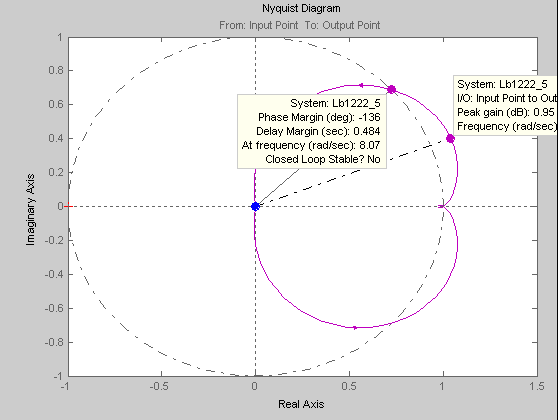 Nyquist Diagram
From: Input Point To: Output Point
System: Lb1222_5
I/O: Input Point to Out
Peak gain (dB): 0.95
Frequency (rad/sec)
System: Lb1222_5
Phase Margin (deg): -136
Delay Margin (sec): 0.484
At frequency (rad/sec): 8.07
Closed Loop Stable? No
Imaginary Axis
1
0.8
0.6
0.4
0.2
0
-0.2
-0.4
-0.6
-0.8
-1
-1
-0.5
0
0.5
1
1.5
Real Axis